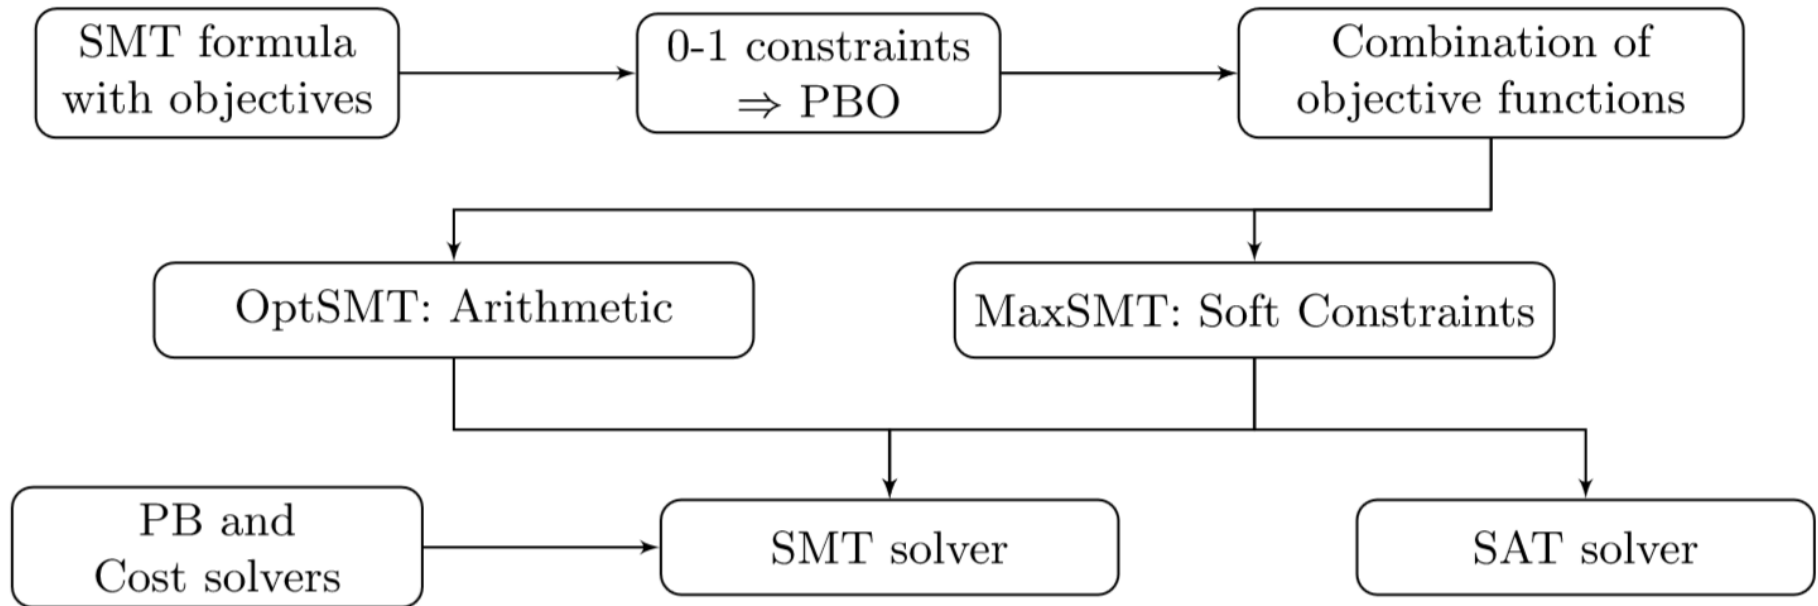 SMT formula
with objectives
0-1 constraints
⇒ PBO
Combination of
objective functions
OptSMT: Arithmetic
MaxSMT: Soft Constraints
PB and
Cost solvers
SMT solver
SAT solver